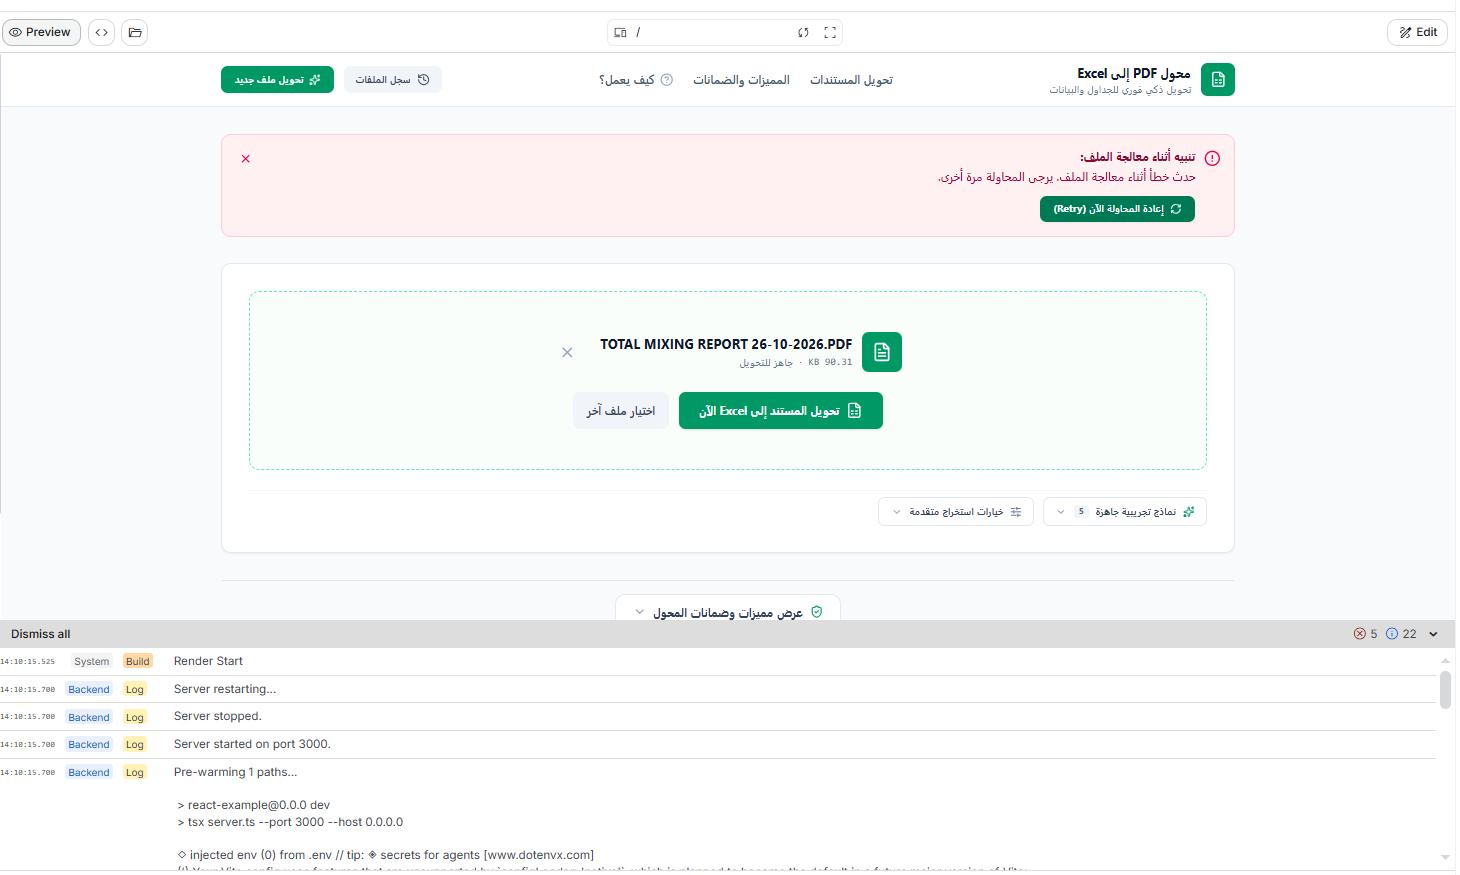 Preview
/
Edit
محول PDF إلى Excel
تحويل ذكي فوري للجداول والبيانات
تحويل المستندات
المميزات والضمانات
كيف يعمل؟
سجل الملفات
تحويل ملف جديد
تنبيه أثناء معالجة الملف:
حدث خطأ أثناء معالجة الملف. يرجى المحاولة مرة أخرى.
إعادة المحاولة الآن (Retry)
TOTAL MIXING REPORT 26-10-2026.PDF
90.31 KB · جاهز للتحويل
تحويل المستند إلى Excel الآن
اختيار ملف آخر
نماذج تجريبية جاهزة 5
خيارات استخراج متقدمة
عرض مميزات وضمانات المحول
Dismiss all 5 22
14:10:15.525 System Build Render Start
14:10:15.700 Backend Log Server restarting...
14:10:15.700 Backend Log Server stopped.
14:10:15.700 Backend Log Server started on port 3000.
14:10:15.700 Backend Log Pre-warming 1 paths...
> react-example@0.0.0 dev
> tsx server.ts --port 3000 --host 0.0.0.0
◇ injected env (0) from .env // tip: ◈ secrets for agents [www.dotenvx.com]